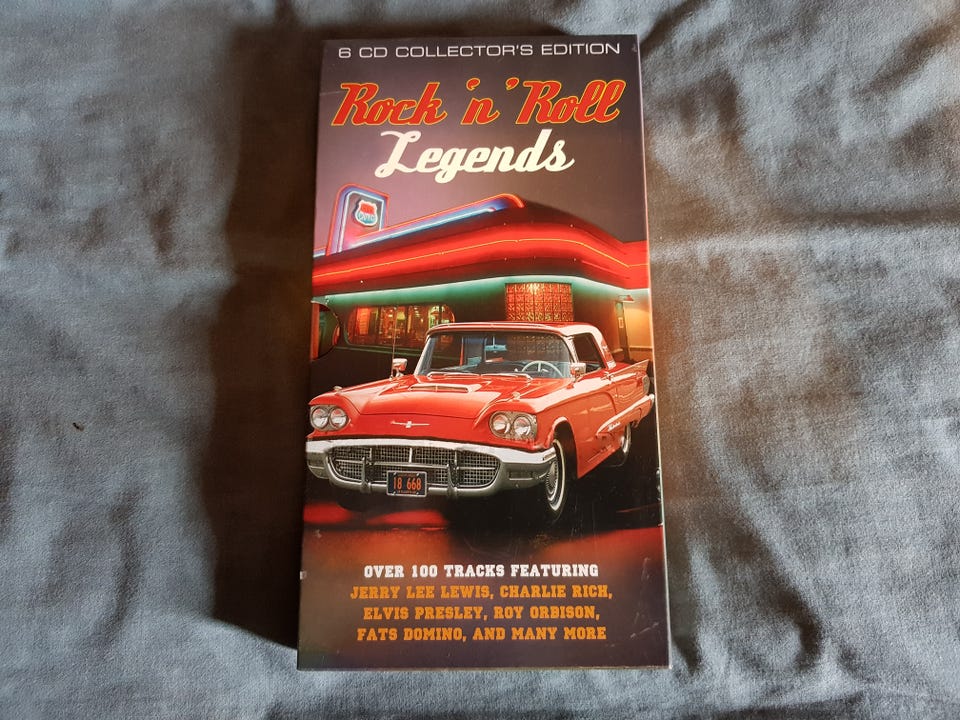 6 CD COLLECTOR'S EDITION
Rock 'n' Roll
Legends
18 668
OVER 100 TRACKS FEATURING
JERRY LEE LEWIS, CHARLIE RICH,
ELVIS PRESLEY, ROY ORBISON,
FATS DOMINO, AND MANY MORE